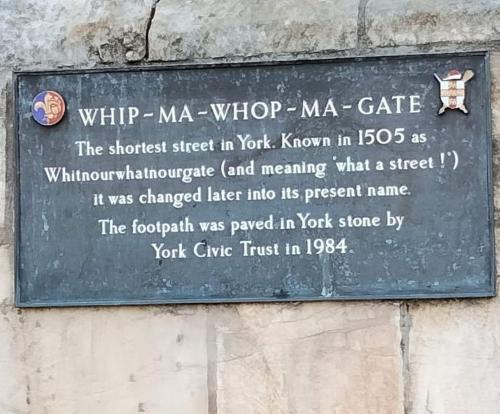 WHIP-MA-WHOP-MA-GATE
The shortest street in York. Known in 1505 as
Whitnourwhatnourgate (and meaning 'what a street !')
it was changed later into its present name.
The footpath was paved in York stone by
York Civic Trust in 1984.